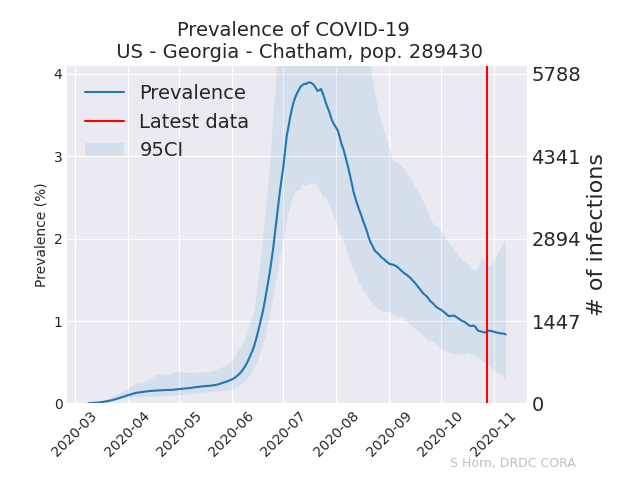 Prevalence of COVID-19
US - Georgia - Chatham, pop. 289430
Prevalence
Latest data
95CI
Prevalence (%)
4
3
2
1
0
5788
4341
2894
1447
0
# of infections
2020-03
2020-04
2020-05
2020-06
2020-07
2020-08
2020-09
2020-10
2020-11
S Horn, DRDC CORA